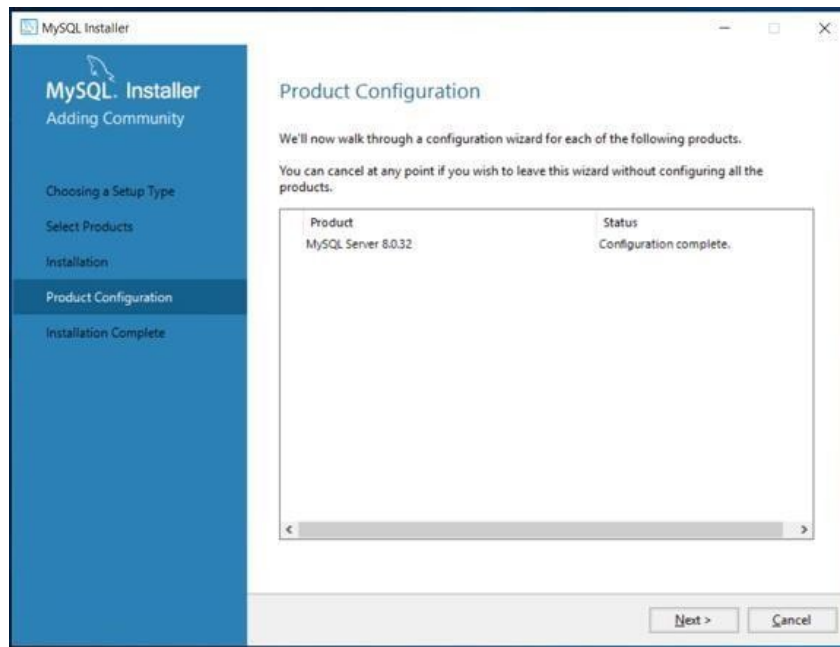 MySQL Installer
MySQL. Installer
Adding Community
Choosing a Setup Type
Select Products
Installation
Product Configuration
Installation Complete
Product Configuration
We'll now walk through a configuration wizard for each of the following products.
You can cancel at any point if you wish to leave this wizard without configuring all the
products.
Product Status
MySQL Server 8.0.32 Configuration complete.
Next > Cancel